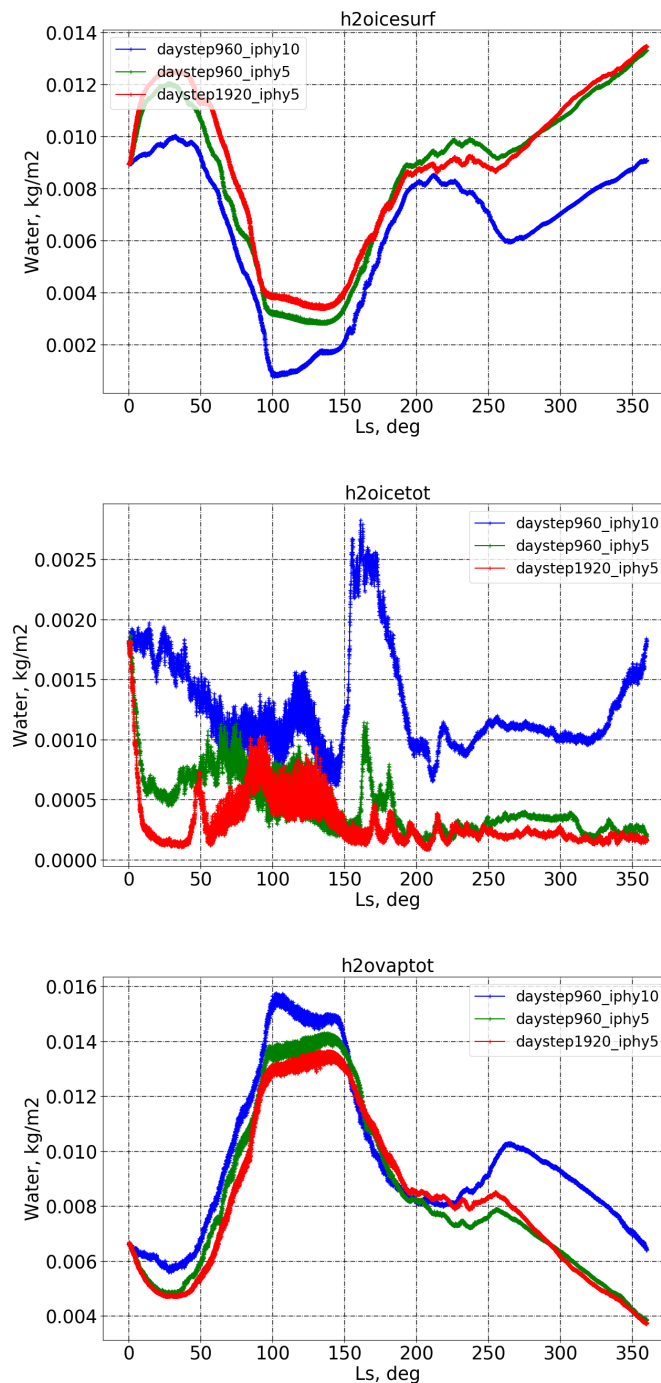 h2oicesurf
0.014
0.012
0.010
0.008
0.006
0.004
0.002
Water, kg/m2
daystep960_iphy10
daystep960_iphy5
daystep1920_iphy5
0 50 100 150 200 250 300 350
Ls, deg
h2oicetot
0.0025
0.0020
0.0015
0.0010
0.0005
0.0000
Water, kg/m2
daystep960_iphy10
daystep960_iphy5
daystep1920_iphy5
0 50 100 150 200 250 300 350
Ls, deg
h2ovaptot
0.016
0.014
0.012
0.010
0.008
0.006
0.004
Water, kg/m2
daystep960_iphy10
daystep960_iphy5
daystep1920_iphy5
0 50 100 150 200 250 300 350
Ls, deg